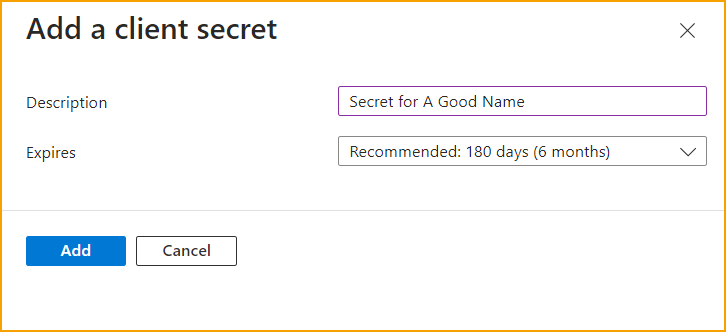 Add a client secret
Description
Secret for A Good Name
Expires
Recommended: 180 days (6 months)
Add
Cancel